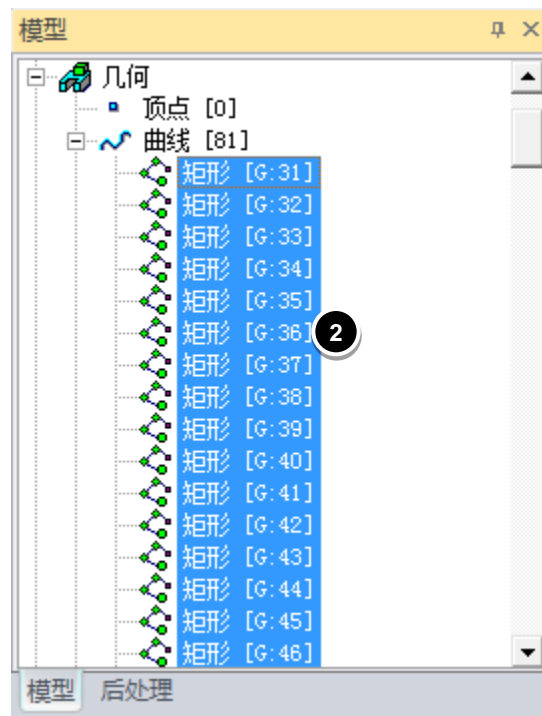 模型
几何
顶点 [0]
曲线 [81]
矩形 [G:31]
矩形 [G:32]
矩形 [G:33]
矩形 [G:34]
矩形 [G:35]
矩形 [G:36] 2
矩形 [G:37]
矩形 [G:38]
矩形 [G:39]
矩形 [G:40]
矩形 [G:41]
矩形 [G:42]
矩形 [G:43]
矩形 [G:44]
矩形 [G:45]
矩形 [G:46]
模型 后处理